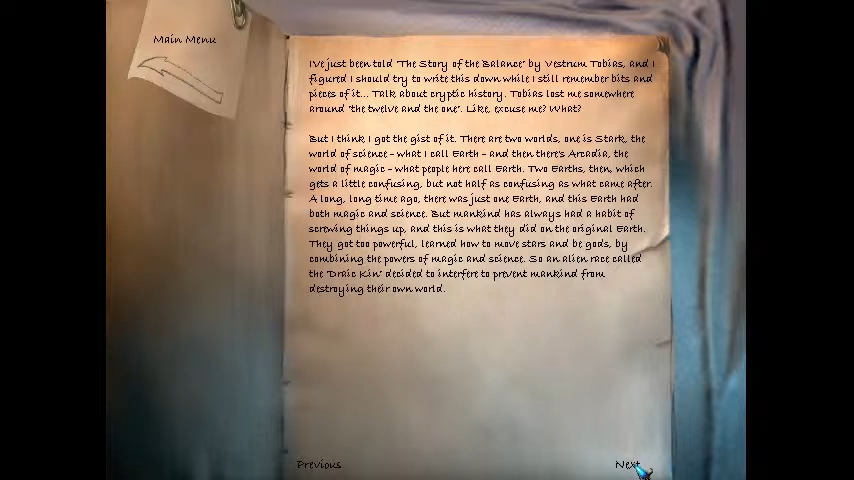 Main Menu
I've just been told "The Story of the Balance" by Vestrum Tobias, and I
figured I should try to write this down while I still remember bits and
pieces of it... Talk about cryptic history. Tobias lost me somewhere
around "the twelve and the one". Like, excuse me? What?
But I think I got the gist of it. There are two worlds, one is Stark, the
world of science - what I call Earth - and then there's Arcadia, the
world of magic - what people here call Earth. Two Earths, then, which
gets a little confusing, but not half as confusing as what came after.
A long, long time ago, there was just one Earth, and this Earth had
both magic and science. But mankind has always had a habit of
screwing things up, and this is what they did on the original Earth.
They got too powerful, learned how to move stars and be gods, by
combining the powers of magic and science. So an alien race called
the "Draic Kin" decided to interfere to prevent mankind from
destroying their own world.
Previous
Next